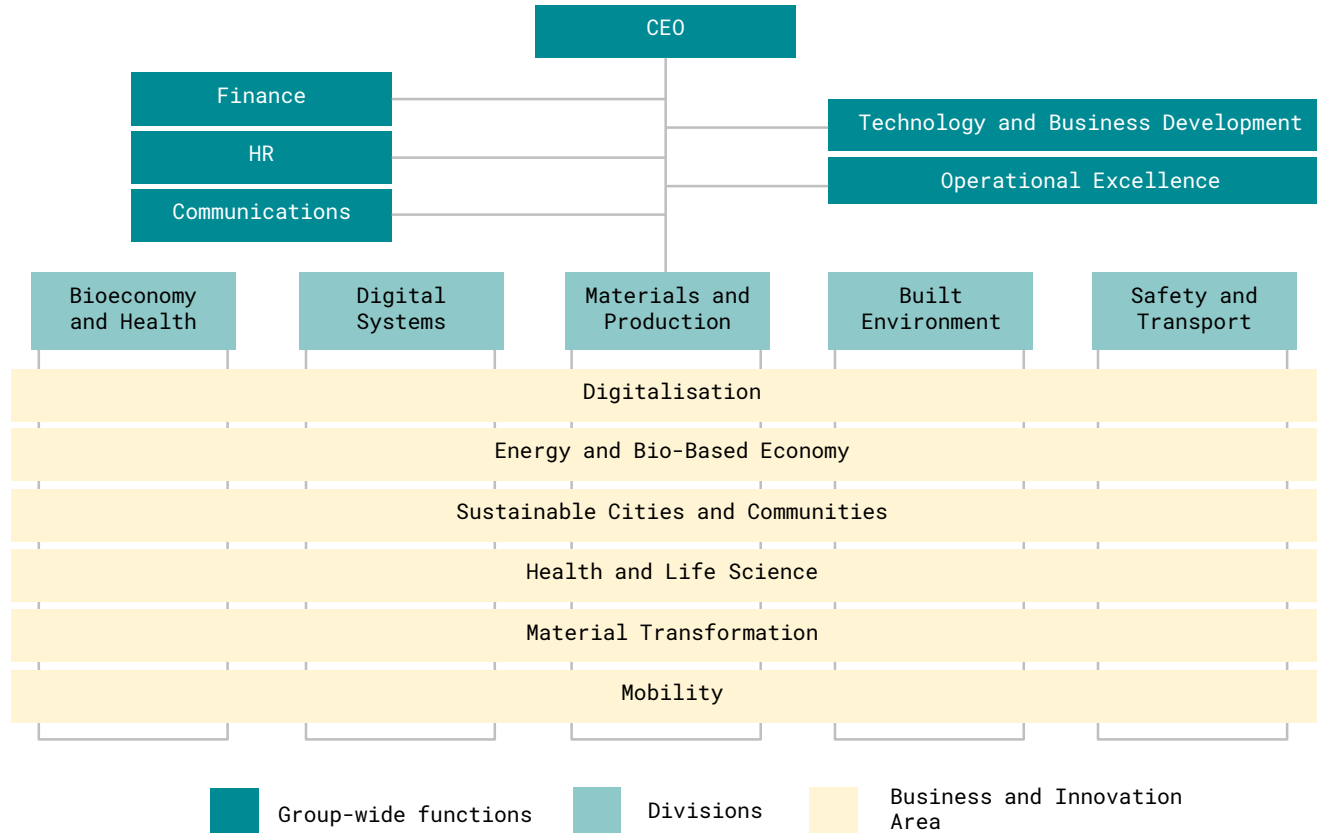 CEO
Finance
HR
Communications
Technology and Business Development
Operational Excellence
Bioeconomy
and Health
Digital
Systems
Materials and
Production
Built
Environment
Safety and
Transport
Digitalisation
Energy and Bio-Based Economy
Sustainable Cities and Communities
Health and Life Science
Material Transformation
Mobility
Group-wide functions
Divisions
Business and Innovation
Area